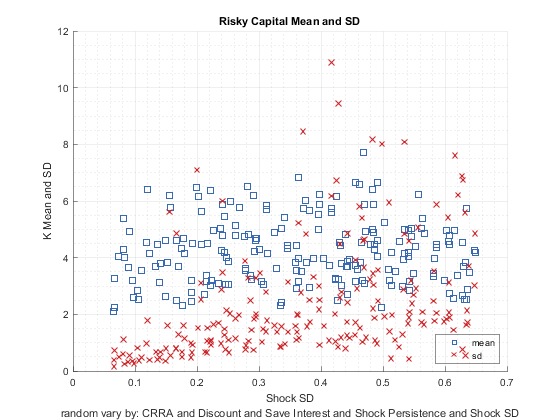 Risky Capital Mean and SD
12
10
8
6
4
2
0
K Mean and SD
0
0.1
0.2
0.3
0.4
0.5
0.6
0.7
Shock SD
mean
sd
random vary by: CRRA and Discount and Save Interest and Shock Persistence and Shock SD